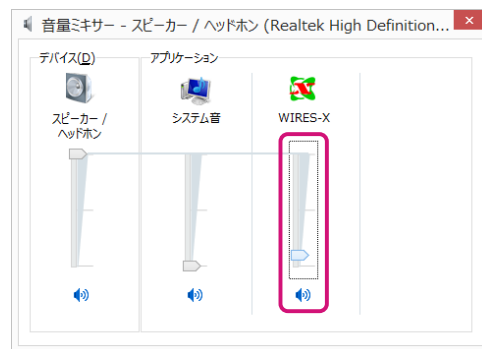 音量ミキサー - スピーカー / ヘッドホン (Realtek High Definition...
デバイス(D)
アプリケーション
スピーカー /
ヘッドホン
システム音
WIRES-X